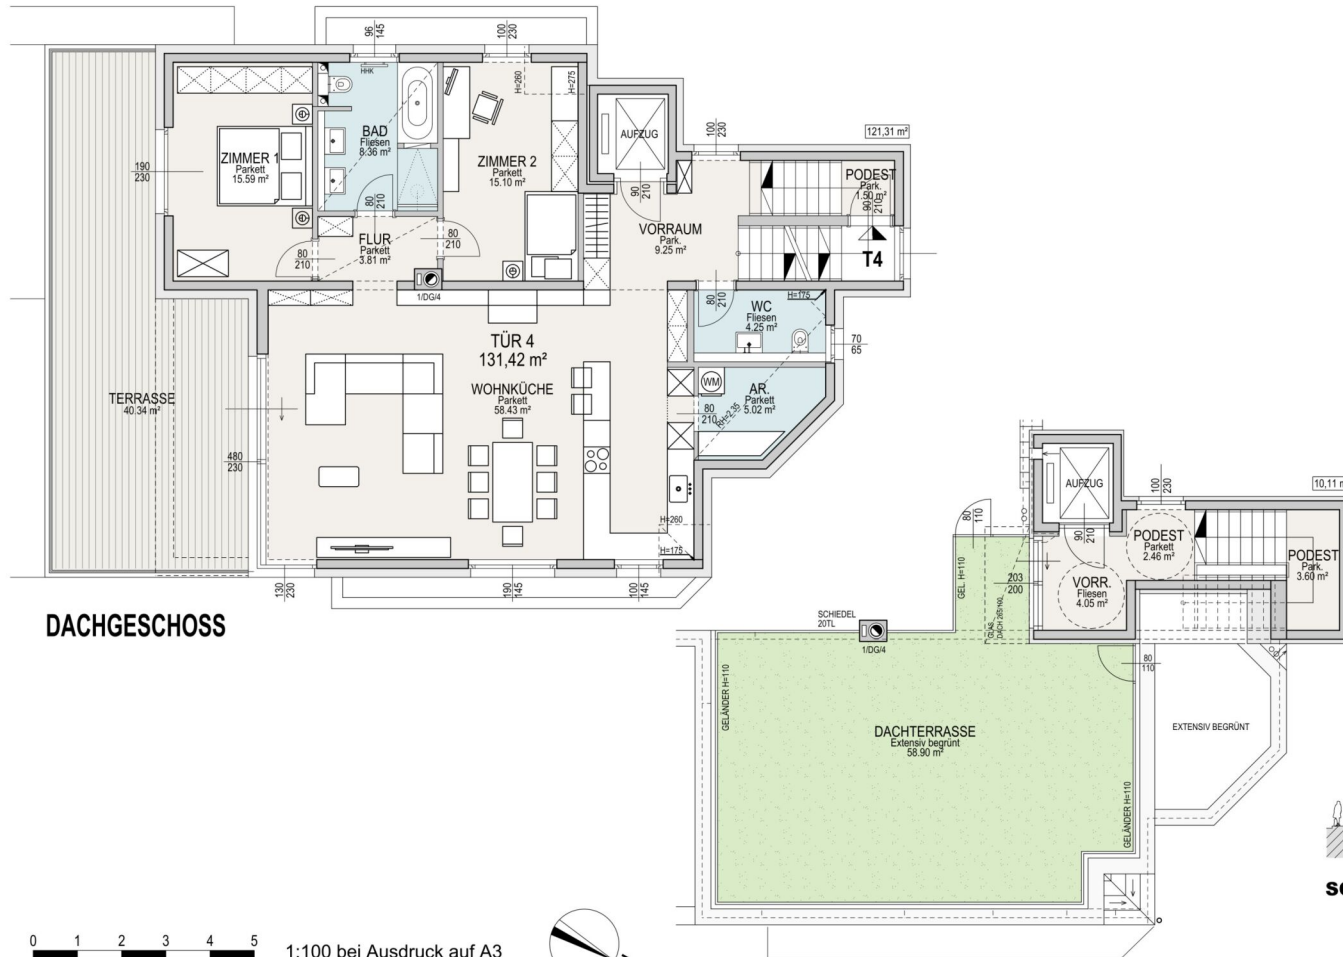 96
145
100
230
HHK
H=260
H=275
BAD
Fliesen
8.36 m²
ZIMMER 1
Parkett
15.59 m²
190
230
ZIMMER 2
Parkett
15.10 m²
AUFZUG
100
230
121,31 m²
90
210
PODEST
Park.
1.50 m²
90
210
80
210
FLUR
Parkett
3.81 m²
80
210
80
210
VORRAUM
Park.
9.25 m²
T4
1/DG/4
80
210
H=175
WC
Fliesen
4.25 m²
70
65
TÜR 4
131,42 m²
WOHNKÜCHE
Parkett
58.43 m²
TERRASSE
40.34 m²
480
230
WM
AR.
Parkett
5.02 m²
80
210
RH=2.35
H=260
H=175
130
230
190
145
100
145
DACHGESCHOSS
AUFZUG
100
230
10,11
80
110
90
210
PODEST
Parkett
2.46 m²
PODEST
Park.
3.60 m²
203
200
VORR.
Fliesen
4.05 m²
GEL. H=110
GLAS
DACH 265/190
SCHIEDEL
20TL
1/DG/4
80
110
GELÄNDER H=110
DACHTERRASSE
Extensiv begrünt
58.90 m²
GELÄNDER H=110
EXTENSIV BEGRÜNT
0 1 2 3 4 5
1:100 bei Ausdruck auf A3